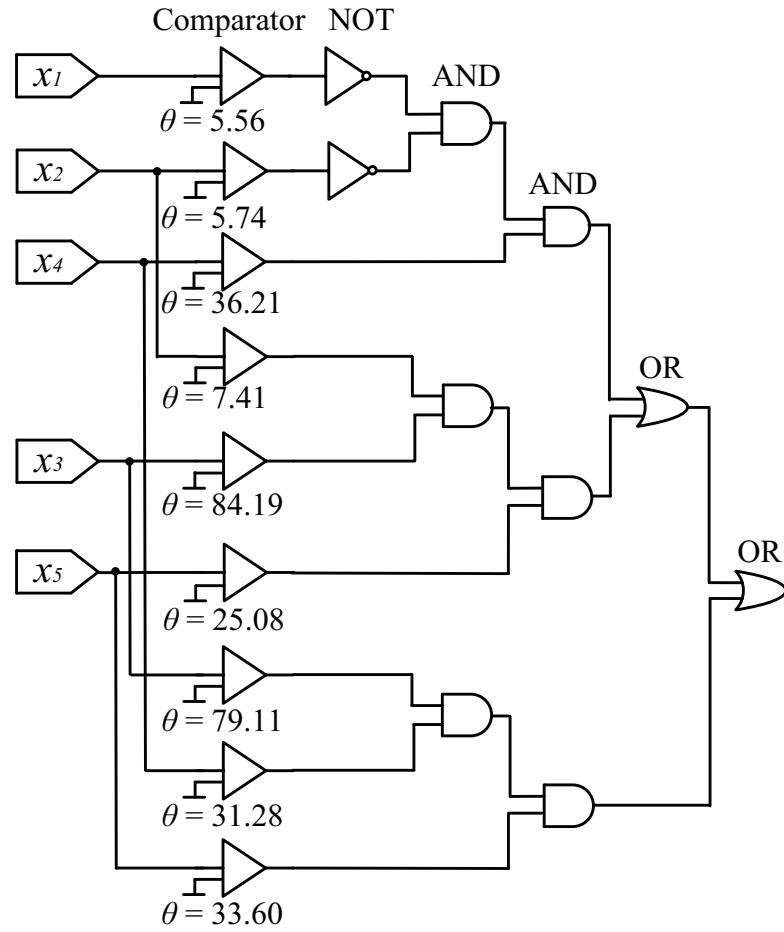 Comparator NOT
x1
AND
θ = 5.56
x2
AND
θ = 5.74
x4
θ = 36.21
OR
θ = 7.41
x3
θ = 84.19
OR
x5
θ = 25.08
θ = 79.11
θ = 31.28
θ = 33.60